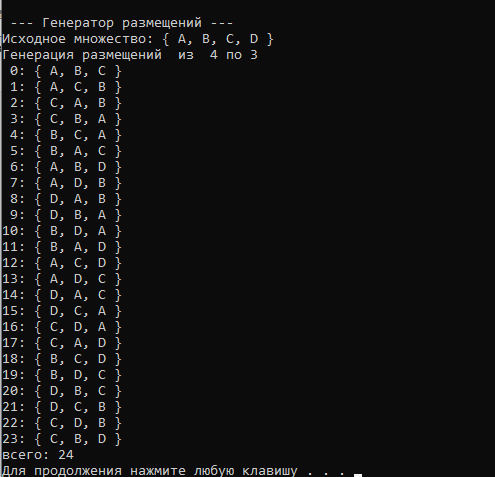 --- Генератор размещений ---
Исходное множество: { A, B, C, D }
Генерация размещений  из  4 по 3
 0: { A, B, C }
 1: { A, C, B }
 2: { C, A, B }
 3: { C, B, A }
 4: { B, C, A }
 5: { B, A, C }
 6: { A, B, D }
 7: { A, D, B }
 8: { D, A, B }
 9: { D, B, A }
10: { B, D, A }
11: { B, A, D }
12: { A, C, D }
13: { A, D, C }
14: { D, A, C }
15: { D, C, A }
16: { C, D, A }
17: { C, A, D }
18: { B, C, D }
19: { B, D, C }
20: { D, B, C }
21: { D, C, B }
22: { C, D, B }
23: { C, B, D }
всего: 24
Для продолжения нажмите любую клавишу . . .